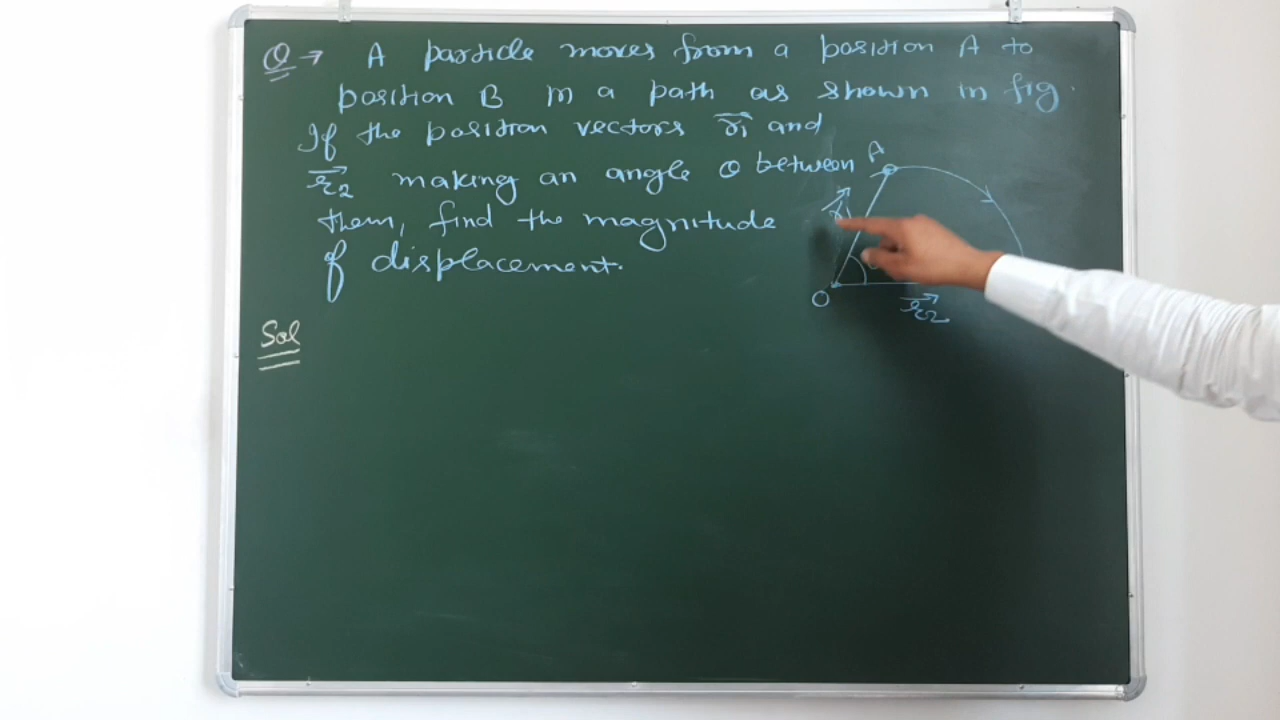 Q → A particle moves from a position A to
position B in a path as shown in fig.
If the position vectors r₁ and
r₂ making an angle θ between
them, find the magnitude
of displacement.
A
r₁
O
r₂
Sol